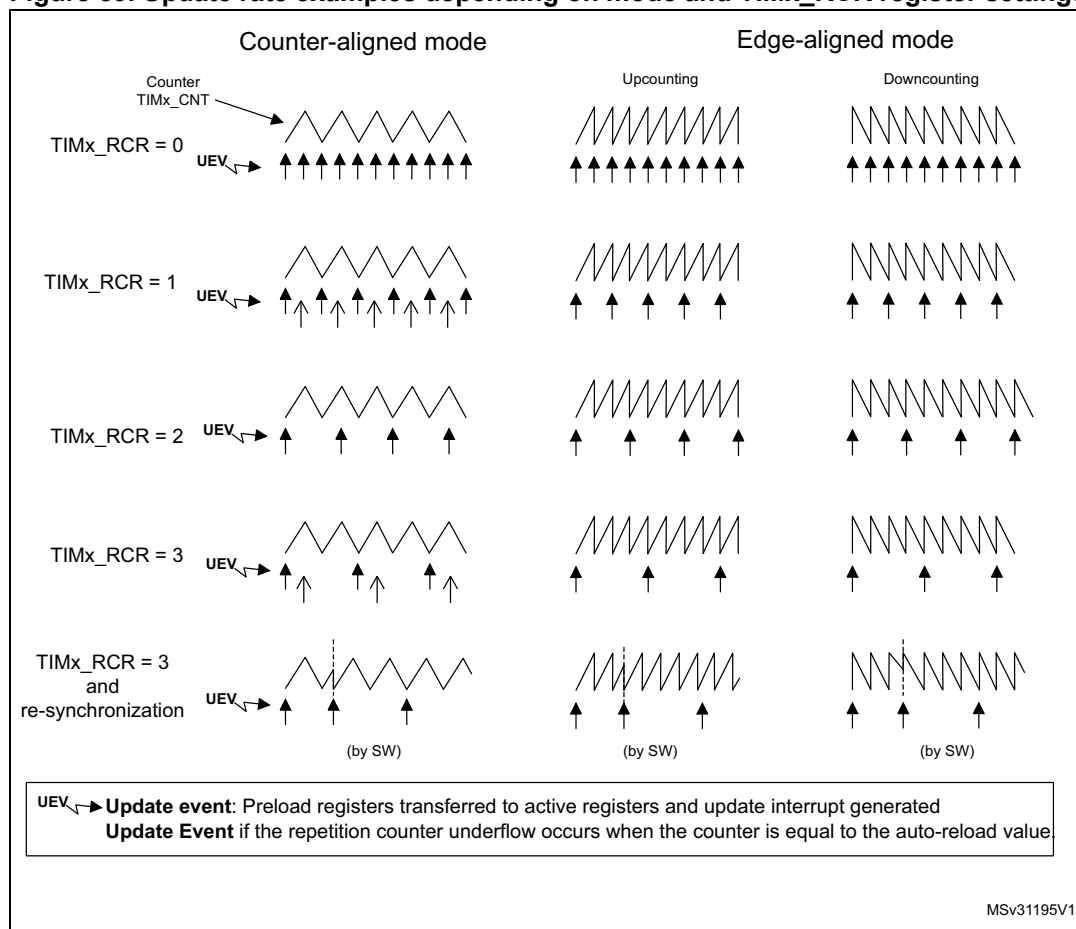 Counter-aligned mode
Edge-aligned mode
Counter
TIMx_CNT
Upcounting
Downcounting
TIMx_RCR = 0
UEV
TIMx_RCR = 1
UEV
TIMx_RCR = 2
UEV
TIMx_RCR = 3
UEV
TIMx_RCR = 3
and
re-synchronization
UEV
(by SW)
(by SW)
(by SW)
UEV Update event: Preload registers transferred to active registers and update interrupt generated
Update Event if the repetition counter underflow occurs when the counter is equal to the auto-reload value.
MSv31195V1